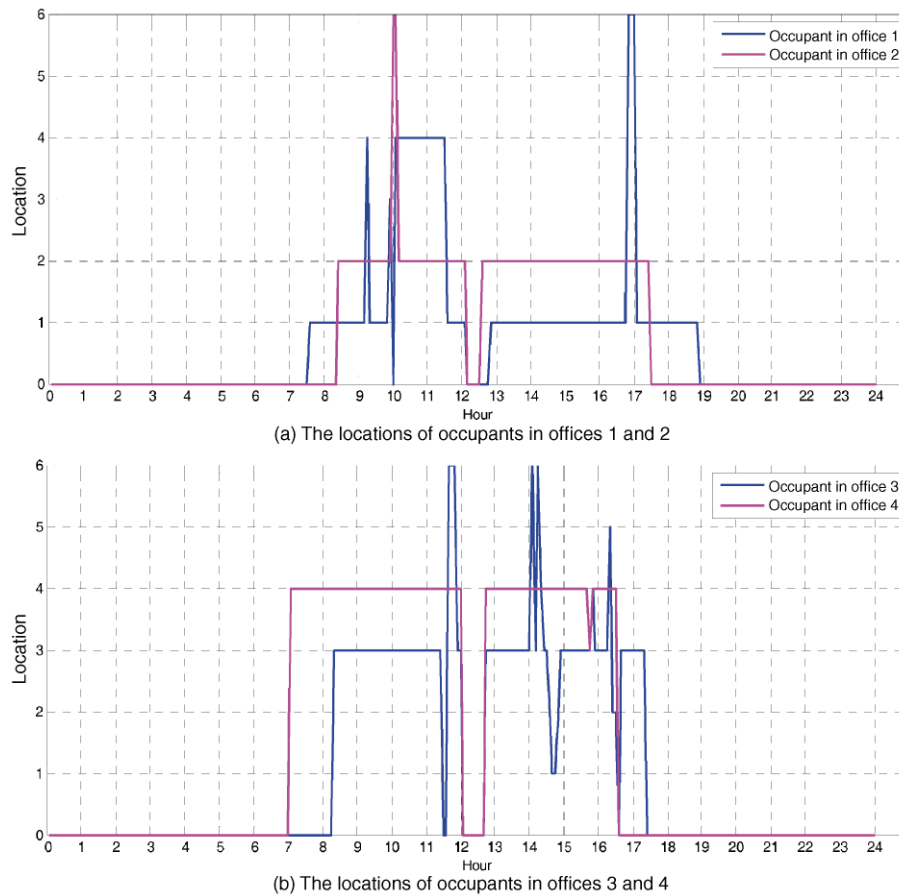 6
Occupant in office 1
Occupant in office 2
5
4
Location
3
2
1
0
0 1 2 3 4 5 6 7 8 9 10 11 12 13 14 15 16 17 18 19 20 21 22 23 24
Hour
(a) The locations of occupants in offices 1 and 2
6
Occupant in office 3
Occupant in office 4
5
4
Location
3
2
1
0
0 1 2 3 4 5 6 7 8 9 10 11 12 13 14 15 16 17 18 19 20 21 22 23 24
Hour
(b) The locations of occupants in offices 3 and 4